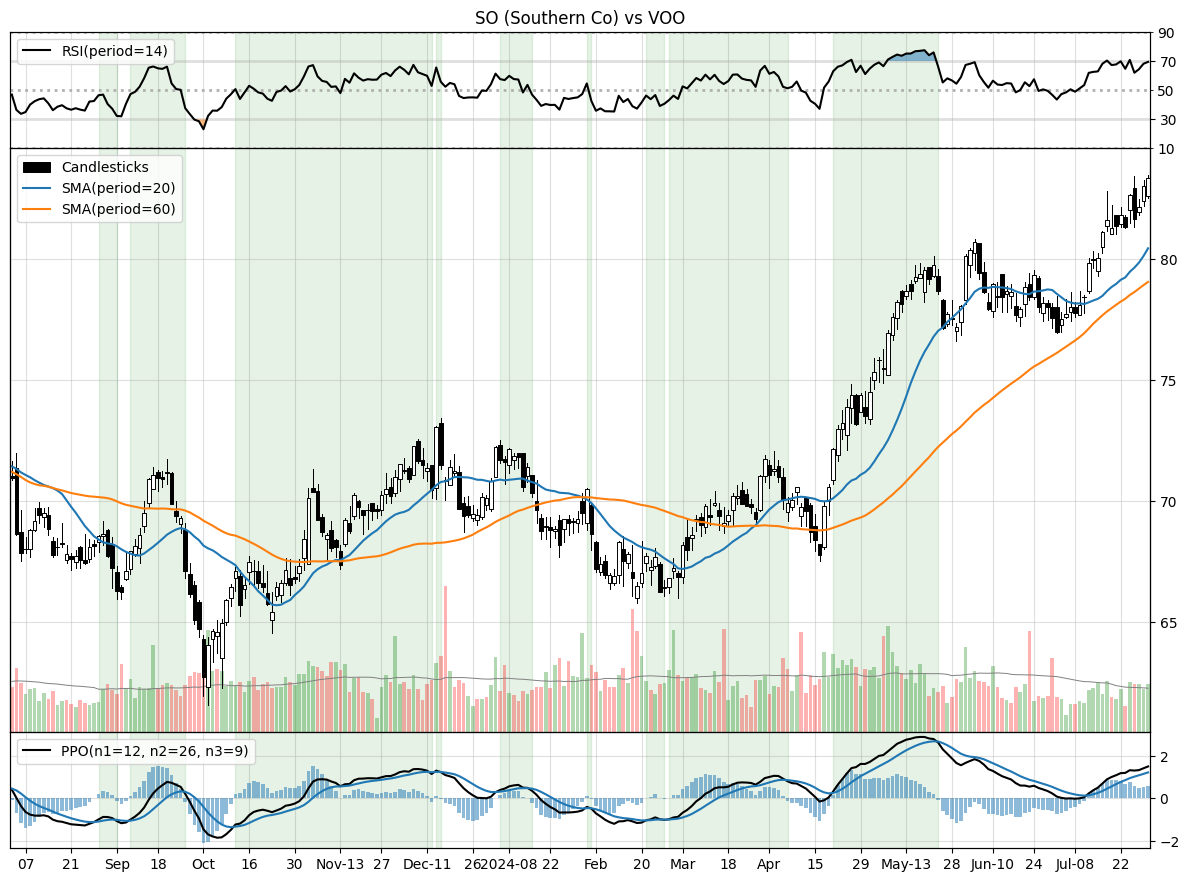 SO (Southern Co) vs VOO
RSI(period=14)
90
70
50
30
10
Candlesticks
SMA(period=20)
SMA(period=60)
80
75
70
65
PPO(n1=12, n2=26, n3=9)
2
0
−2
07 21 Sep 18 Oct 16 30 Nov-13 27 Dec-11 26 2024-08 22 Feb 20 Mar 18 Apr 15 29 May-13 28 Jun-10 24 Jul-08 22